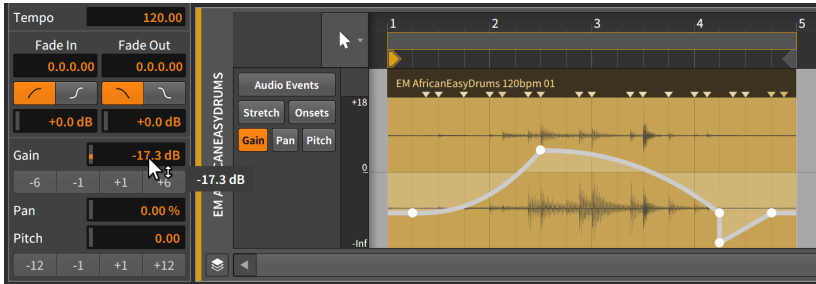 Tempo 120.00
Fade In Fade Out
0.0.0.00 0.0.0.00
+0.0 dB +0.0 dB
Gain -17.3 dB
-6 -1 +1 +6
-17.3 dB
Pan 0.00 %
Pitch 0.00
-12 -1 +1 +12
EM AFRICANEASYDRUMS
Audio Events
Stretch Onsets
Gain Pan Pitch
1 2 3 4 5
EM AfricanEasyDrums 120bpm 01
+18
0
-Inf